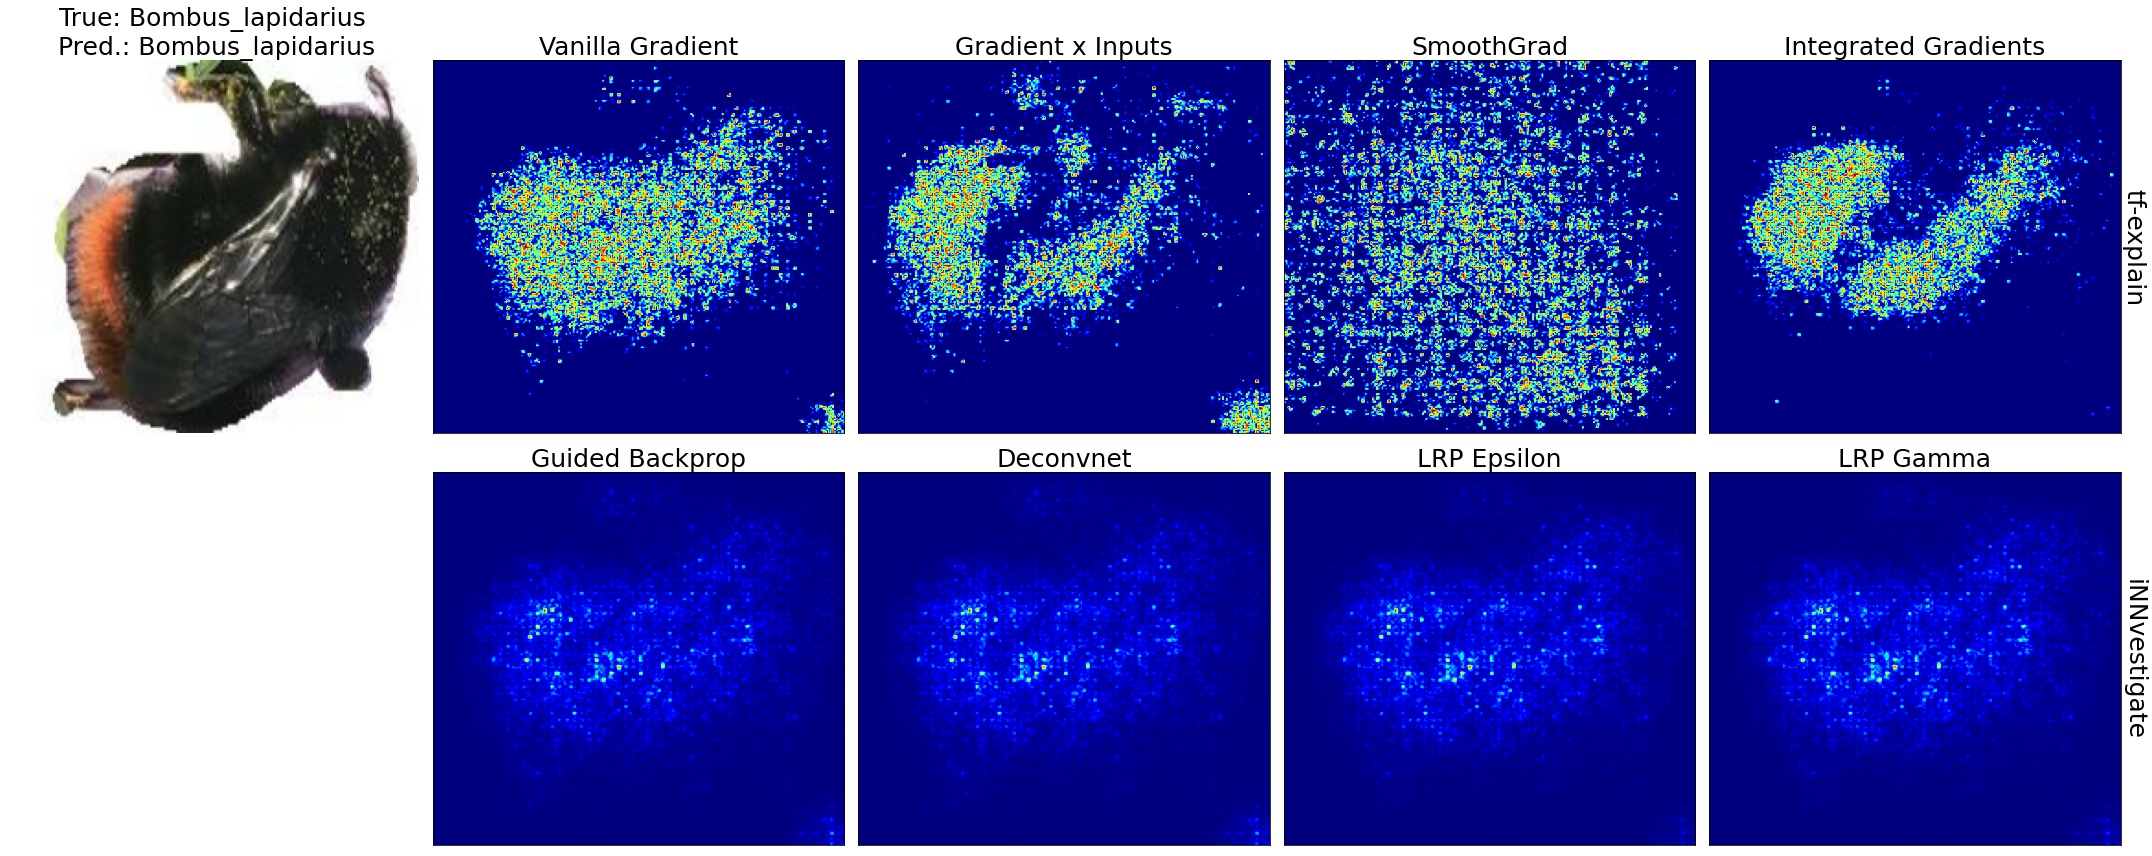 True: Bombus_lapidarius
Pred.: Bombus_lapidarius
Vanilla Gradient
Gradient x Inputs
SmoothGrad
Integrated Gradients
tf-explain
Guided Backprop
Deconvnet
LRP Epsilon
LRP Gamma
iNNvestigate